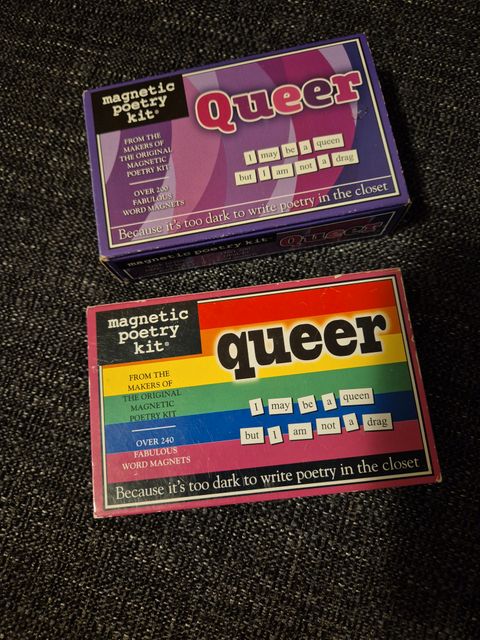 magnetic
poetry
kit®
Queer
FROM THE
MAKERS OF
THE ORIGINAL
MAGNETIC
POETRY KIT
OVER 200
FABULOUS
WORD MAGNETS
I may be a queen
but I am not a drag
Because it's too dark to write poetry in the closet
magnetic poetry kit Queer
magnetic
poetry
kit®
queer
FROM THE
MAKERS OF
THE ORIGINAL
MAGNETIC
POETRY KIT
OVER 240
FABULOUS
WORD MAGNETS
I may be a queen
but I am not a drag
Because it's too dark to write poetry in the closet